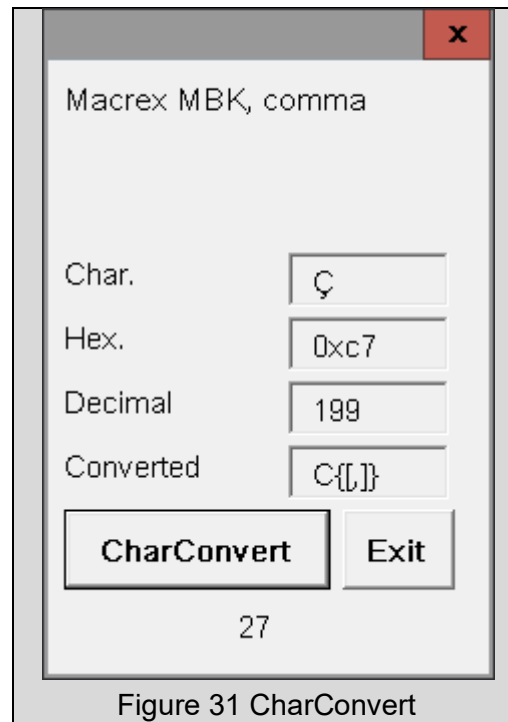 x
Macrex MBK, comma
Char. Ç
Hex. 0xc7
Decimal 199
Converted C{[,]}
CharConvert Exit
27
Figure 31 CharConvert